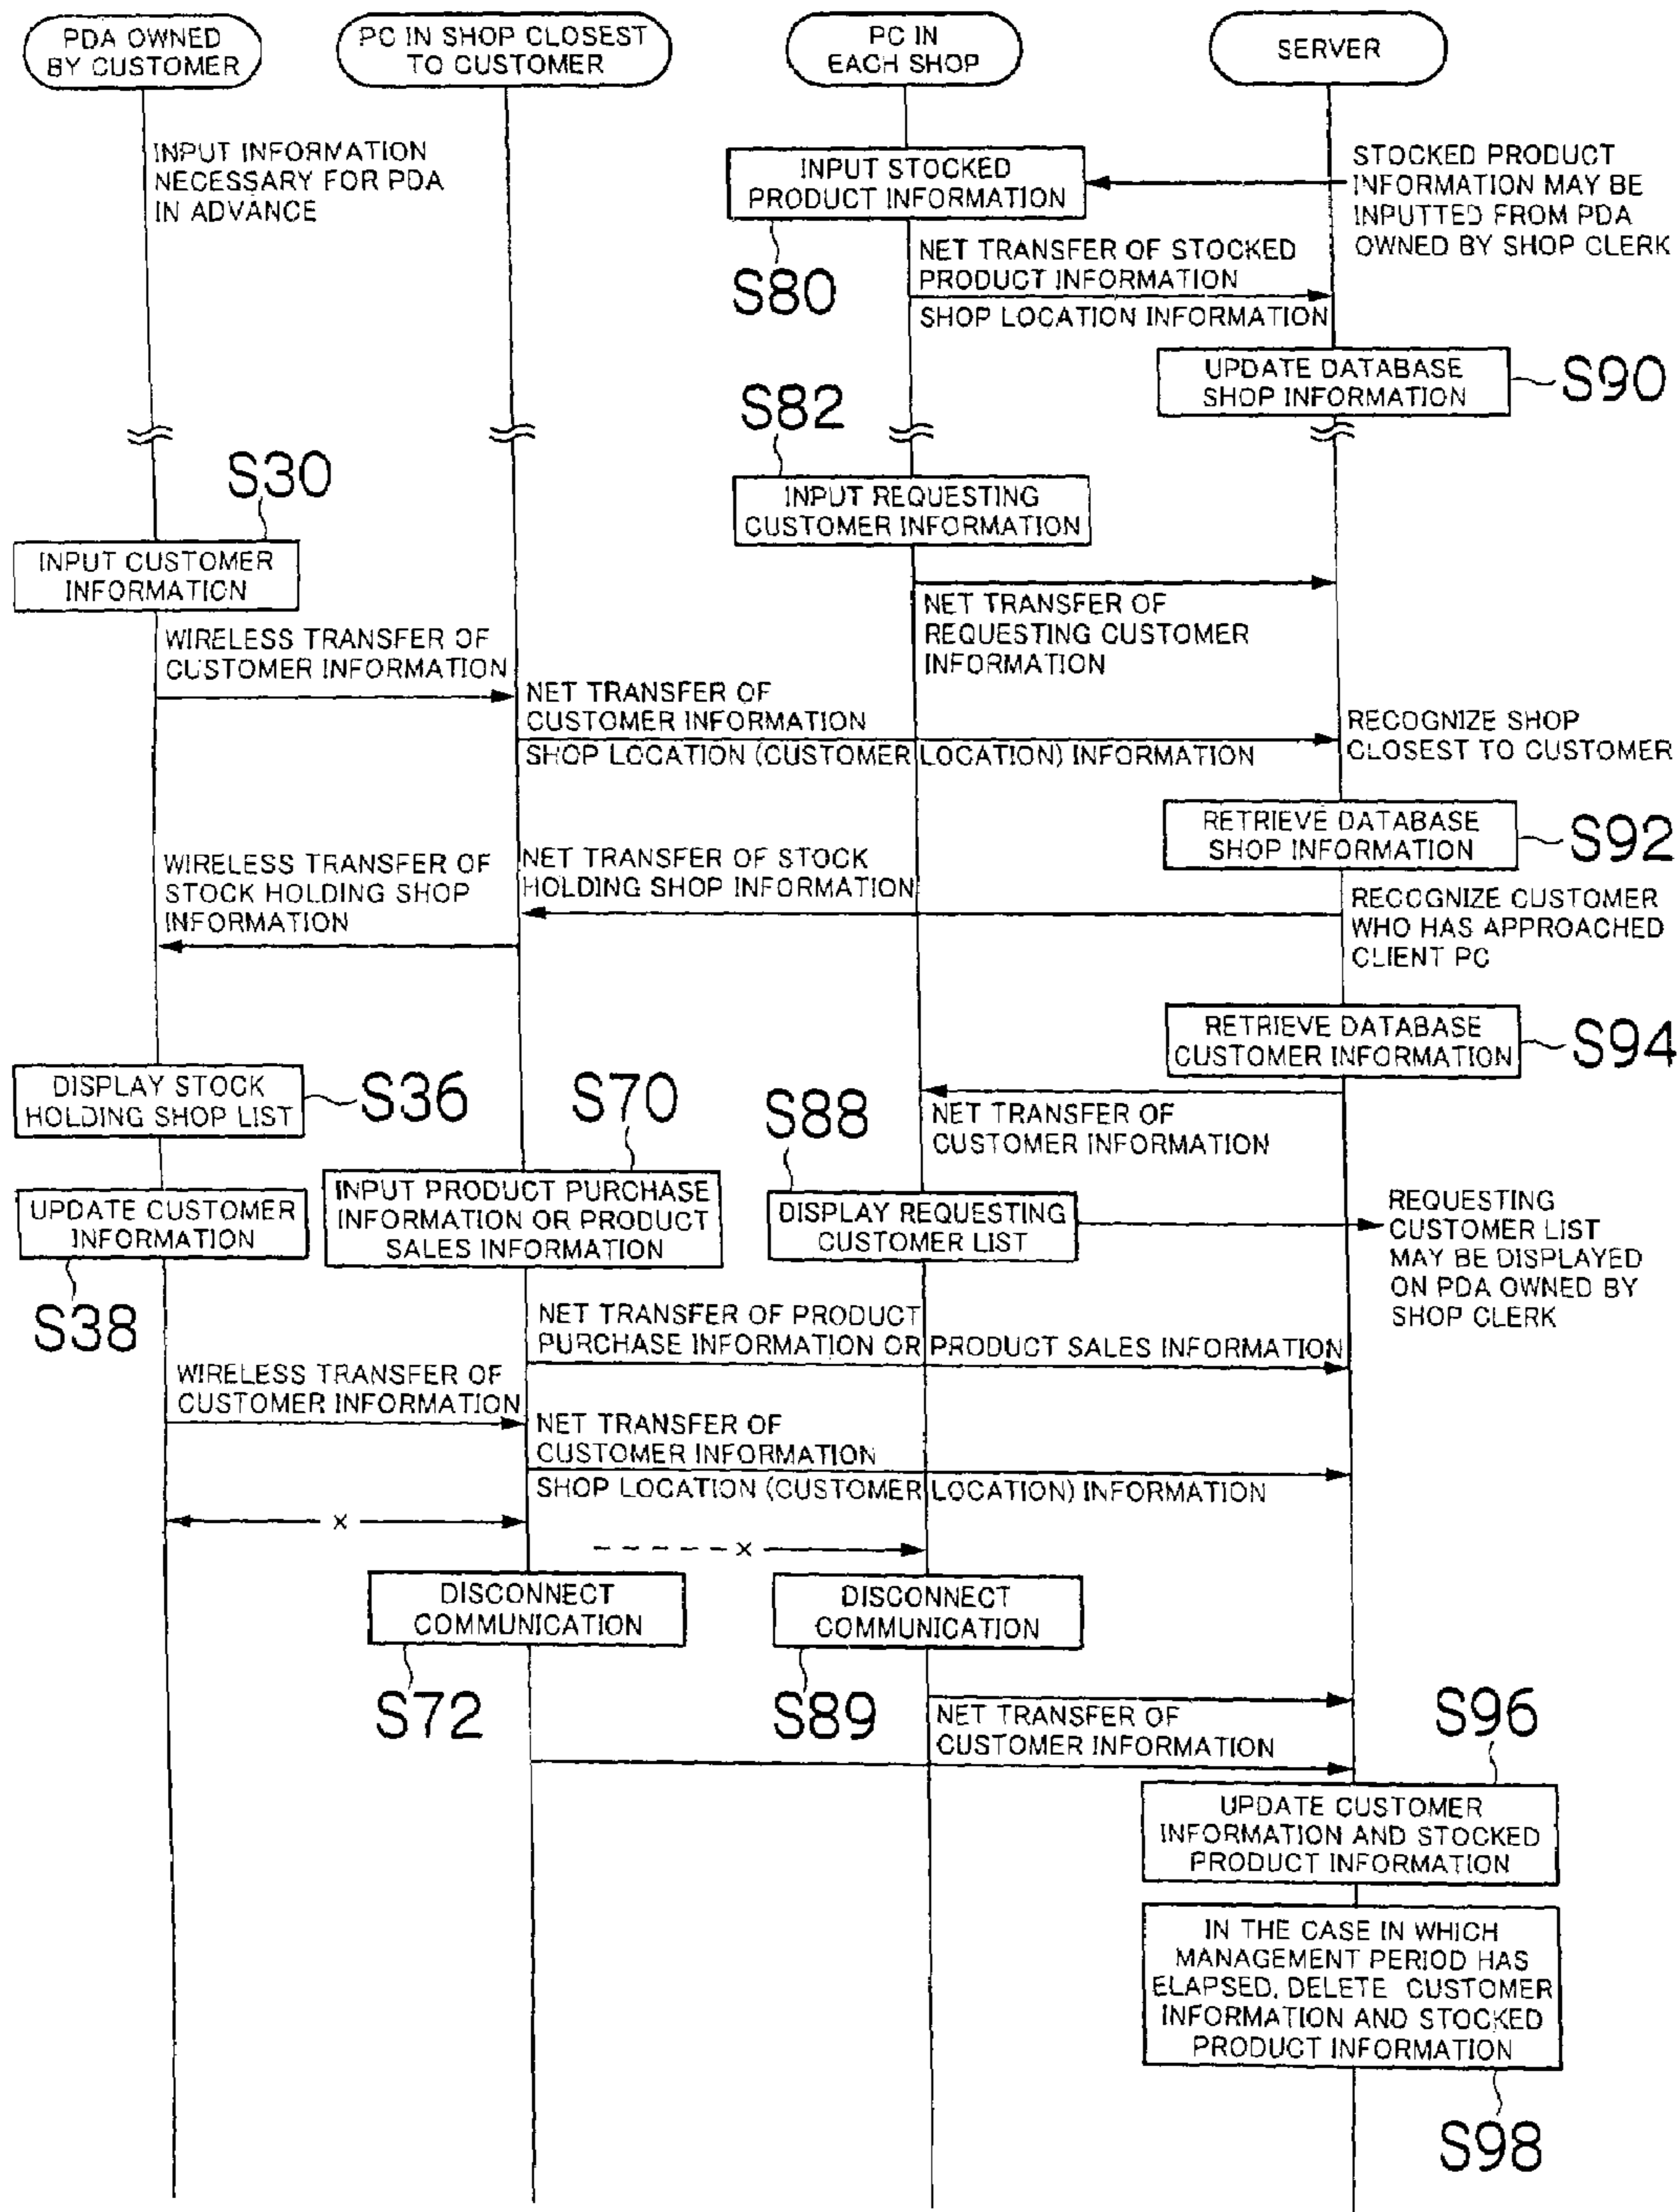 PDA OWNED
BY CUSTOMER
PC IN SHOP CLOSEST
TO CUSTOMER
PC IN
EACH SHOP
SERVER
INPUT INFORMATION
NECESSARY FOR PDA
IN ADVANCE
INPUT STOCKED
PRODUCT INFORMATION
STOCKED PRODUCT
INFORMATION MAY BE
INPUTTED FROM PDA
OWNED BY SHOP CLERK
S80
NET TRANSFER OF STOCKED
PRODUCT INFORMATION
SHOP LOCATION INFORMATION
UPDATE DATABASE
SHOP INFORMATION
S90
S82
S30
INPUT REQUESTING
CUSTOMER INFORMATION
INPUT CUSTOMER
INFORMATION
NET TRANSFER OF
REQUESTING CUSTOMER
INFORMATION
WIRELESS TRANSFER OF
CUSTOMER INFORMATION
NET TRANSFER OF
CUSTOMER INFORMATION
SHOP LOCATION (CUSTOMER LOCATION) INFORMATION
RECOGNIZE SHOP
CLOSEST TO CUSTOMER
RETRIEVE DATABASE
SHOP INFORMATION
S92
WIRELESS TRANSFER OF
STOCK HOLDING SHOP
INFORMATION
NET TRANSFER OF STOCK
HOLDING SHOP INFORMATION
RECOGNIZE CUSTOMER
WHO HAS APPROACHED
CLIENT PC
RETRIEVE DATABASE
CUSTOMER INFORMATION
S94
DISPLAY STOCK
HOLDING SHOP LIST
S36
S70
S88
NET TRANSFER OF
CUSTOMER INFORMATION
UPDATE CUSTOMER
INFORMATION
S38
INPUT PRODUCT PURCHASE
INFORMATION OR PRODUCT
SALES INFORMATION
DISPLAY REQUESTING
CUSTOMER LIST
REQUESTING
CUSTOMER LIST
MAY BE DISPLAYED
ON PDA OWNED BY
SHOP CLERK
NET TRANSFER OF PRODUCT
PURCHASE INFORMATION OR PRODUCT SALES INFORMATION
WIRELESS TRANSFER OF
CUSTOMER INFORMATION
NET TRANSFER OF
CUSTOMER INFORMATION
SHOP LOCATION (CUSTOMER LOCATION) INFORMATION
x
x
DISCONNECT
COMMUNICATION
S72
DISCONNECT
COMMUNICATION
S89
NET TRANSFER OF
CUSTOMER INFORMATION
S96
UPDATE CUSTOMER
INFORMATION AND STOCKED
PRODUCT INFORMATION
IN THE CASE IN WHICH
MANAGEMENT PERIOD HAS
ELAPSED, DELETE CUSTOMER
INFORMATION AND STOCKED
PRODUCT INFORMATION
S98